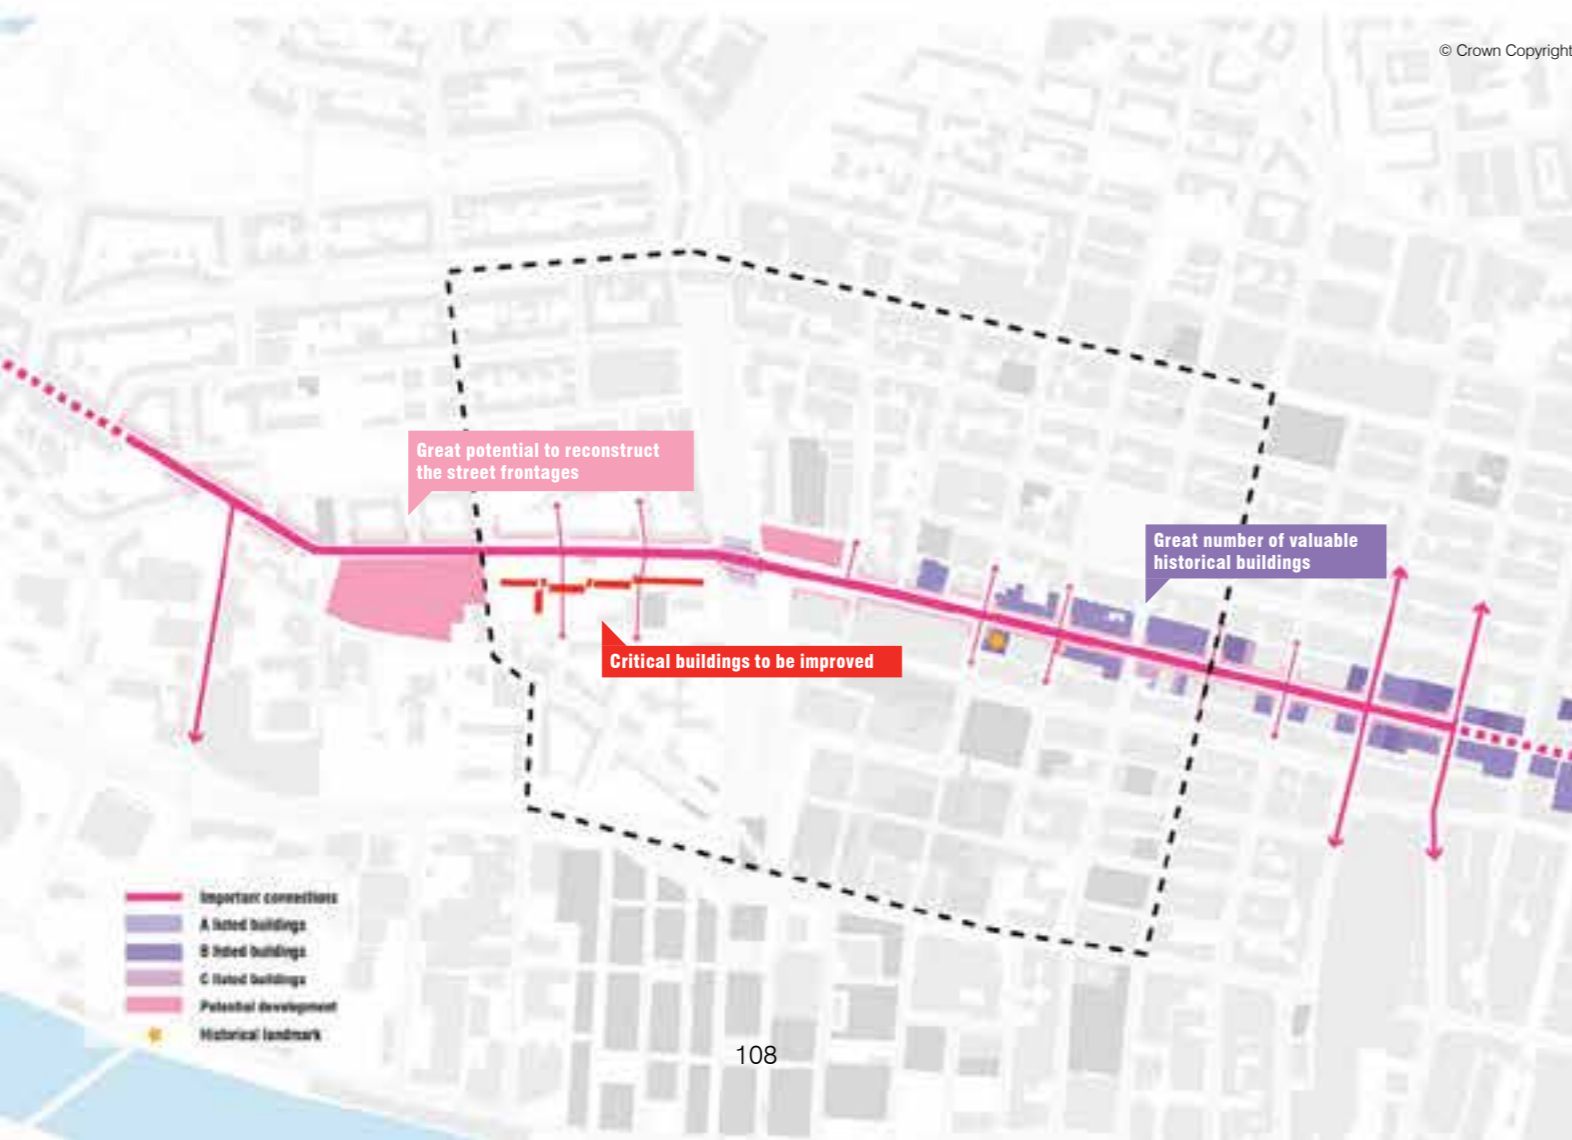 © Crown Copyright
Great potential to reconstruct
the street frontages
Great number of valuable
historical buildings
Critical buildings to be improved
Important connections
A listed buildings
B listed buildings
C listed buildings
Potential development
Historical landmark
108